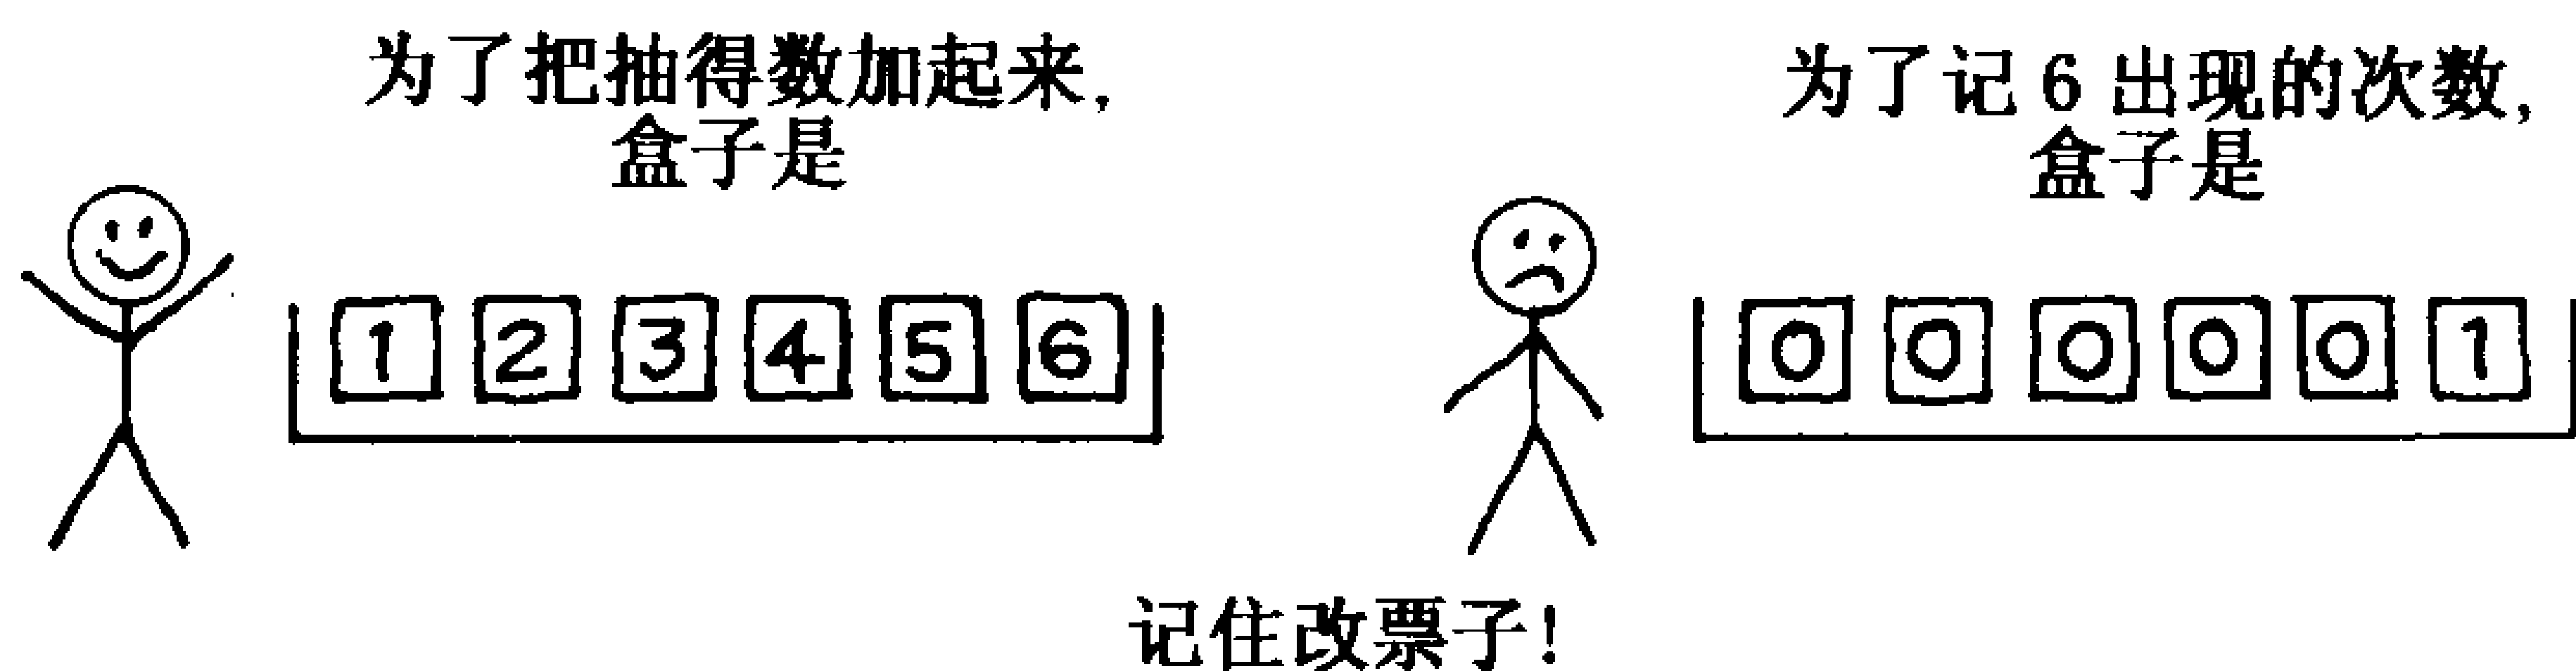 为了把抽得数加起来,
盒子是
1 2 3 4 5 6
为了记 6 出现的次数,
盒子是
0 0 0 0 0 1
记住改票子!